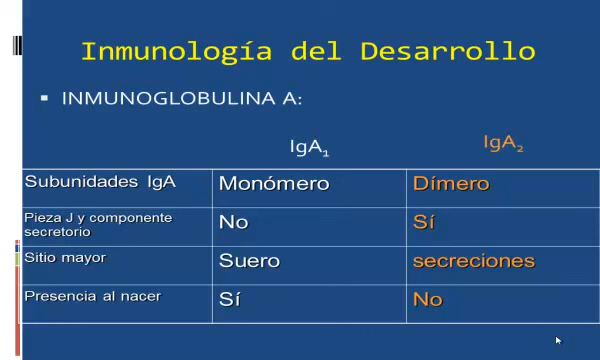 Inmunología del Desarrollo
▪ INMUNOGLOBULINA A:
IgA₁ IgA₂
Subunidades IgA Monómero Dímero
Pieza J y componente
secretorio No Sí
Sitio mayor Suero secreciones
Presencia al nacer Sí No